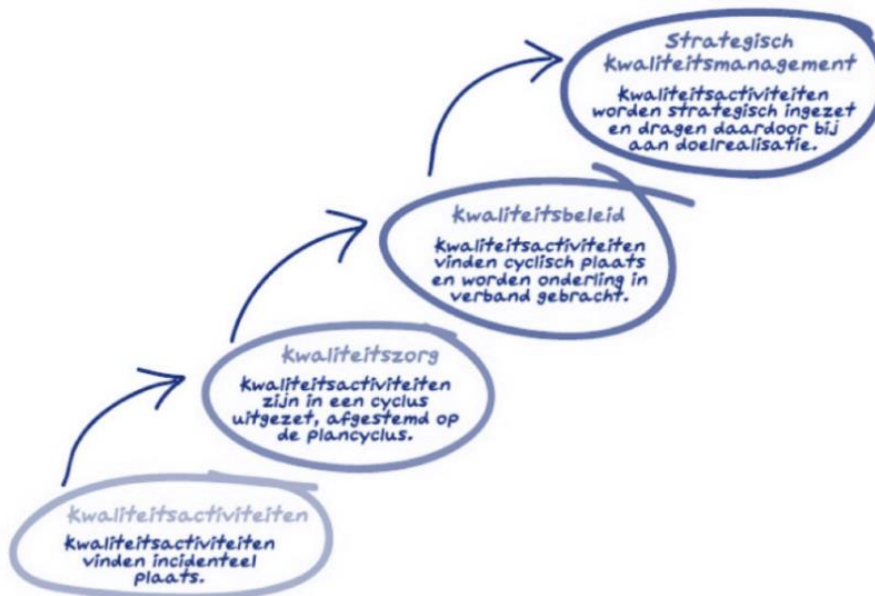 Strategisch
kwaliteitsmanagement
kwaliteitsactiviteiten
worden strategisch ingezet
en dragen daardoor bij
aan doelrealisatie.
kwaliteitsbeleid
kwaliteitsactiviteiten
vinden cyclisch plaats
en worden onderling in
verband gebracht.
kwaliteitszorg
kwaliteitsactiviteiten
zijn in een cyclus
uitgezet, afgestemd op
de plancyclus.
kwaliteitsactiviteiten
kwaliteitsactiviteiten
vinden incidenteel
plaats.